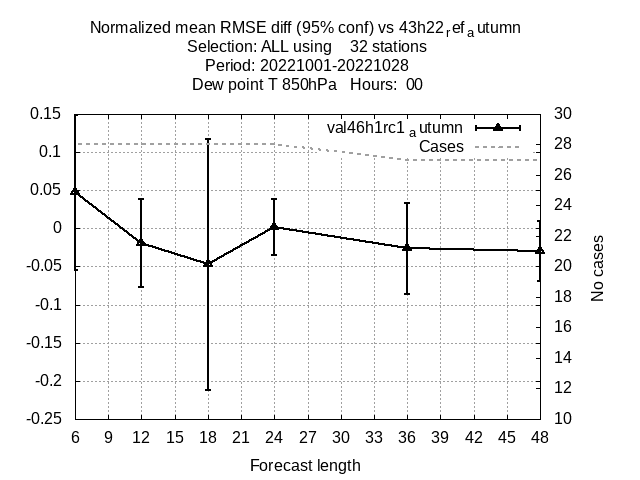 Normalized mean RMSE diff (95% conf) vs 43h22refautumn
Selection: ALL using 32 stations
Period: 20221001-20221028
Dew point T 850hPa Hours: 00
0.15 30
val46h1rc1autumn
0.1 28
Cases
26
0.05
24
0 22
-0.05 20
-0.1 18
No cases
16
-0.15
14
-0.2 12
-0.25 10
6 9 12 15 18 21 24 27 30 33 36 39 42 45 48
Forecast length